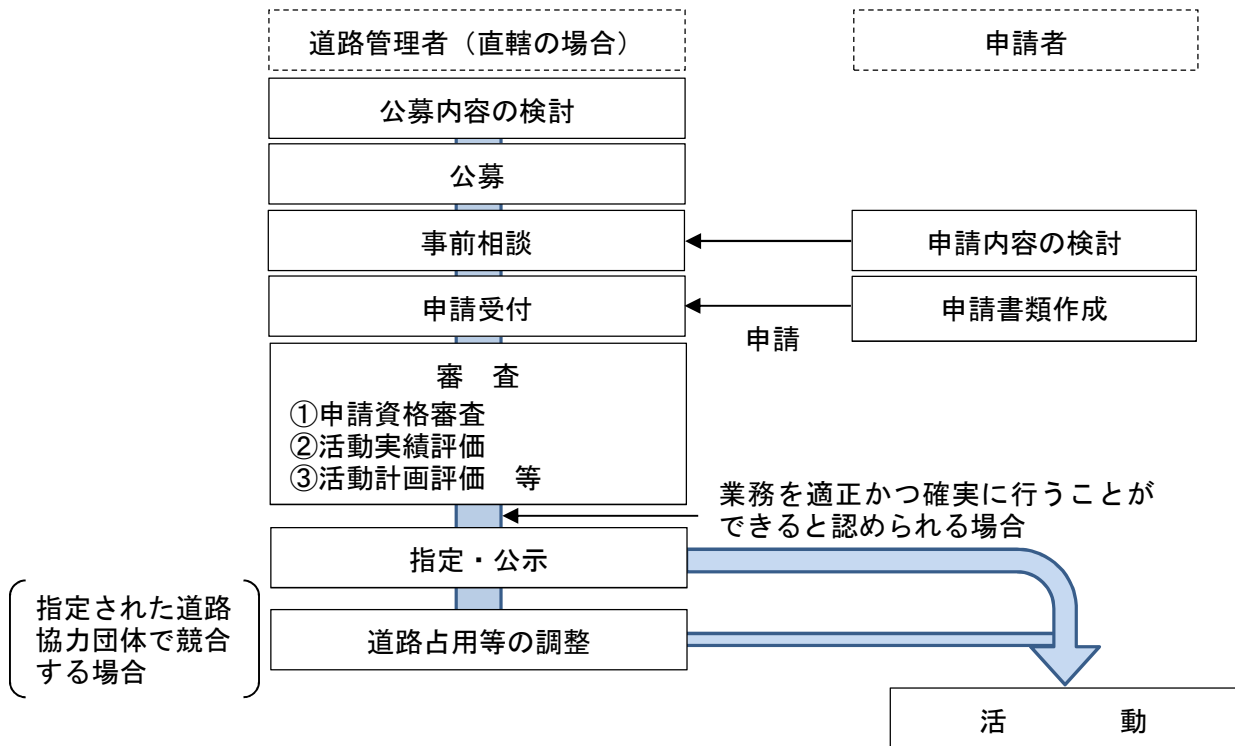 道路管理者（直轄の場合）
申請者
公募内容の検討
公募
事前相談
申請内容の検討
申請受付
申請書類作成
申請
審　査
①申請資格審査
②活動実績評価
③活動計画評価　等
業務を適正かつ確実に行うことが
できると認められる場合
指定・公示
指定された道路
協力団体で競合
する場合
道路占用等の調整
活　　　動